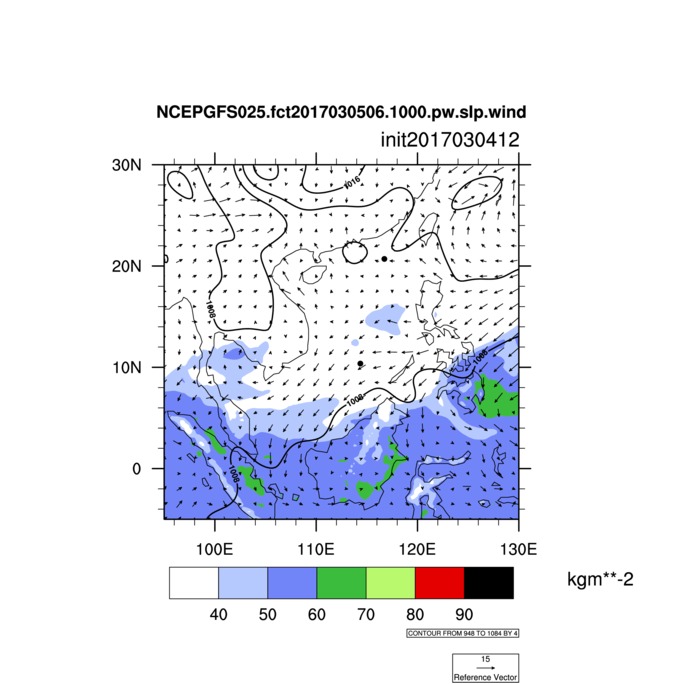 NCEPGFS025.fct2017030506.1000.pw.slp.wind
init2017030412
30N
1016
20N
1008
10N
1008
1008
0
1008
100E 110E 120E 130E
kgm**-2
40 50 60 70 80 90
CONTOUR FROM 948 TO 1084 BY 4
15
Reference Vector